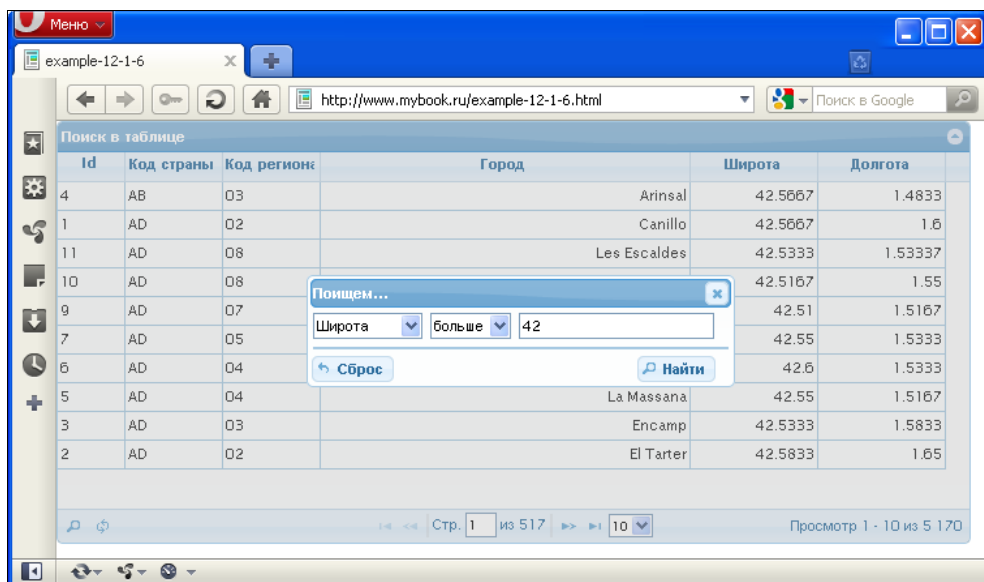 Меню
example-12-1-6
http://www.mybook.ru/example-12-1-6.html Поиск в Google
Поиск в таблице
Id Код страны Код региона Город Широта Долгота
4 AB 03 Arinsal 42.5667 1.4833
1 AD 02 Canillo 42.5667 1.6
11 AD 08 Les Escaldes 42.5333 1.53337
10 AD 08 42.5167 1.55
9 AD 07 42.51 1.5167
7 AD 05 42.55 1.5333
6 AD 04 42.6 1.5333
5 AD 04 La Massana 42.55 1.5167
3 AD 03 Encamp 42.5333 1.5833
2 AD 02 El Tarter 42.5833 1.65
Поищем...
Широта больше 42
Сброс Найти
Стр. 1 из 517 10 Просмотр 1 - 10 из 5 170